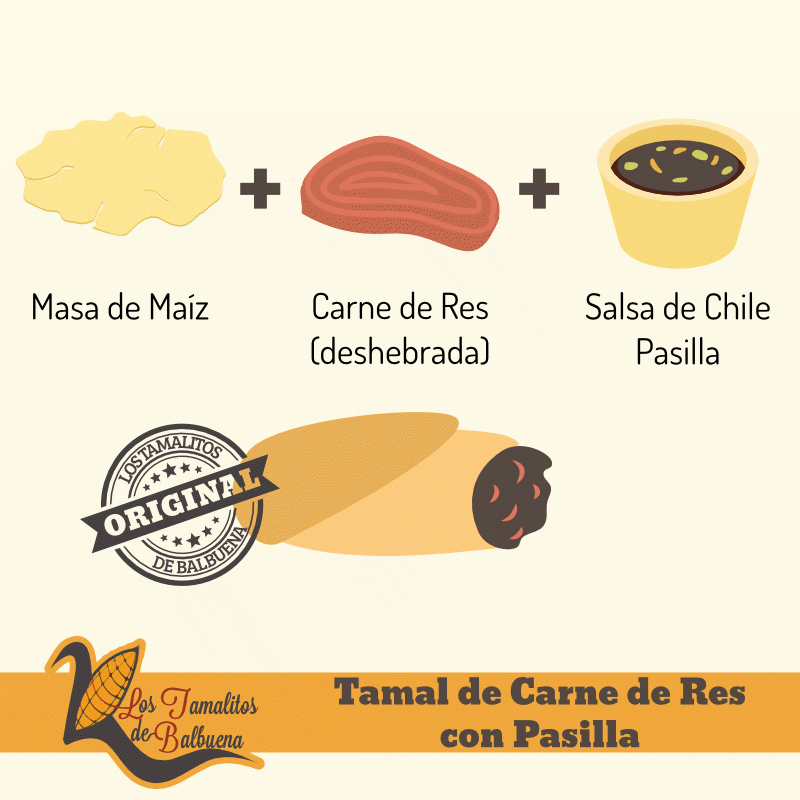 Masa de Maíz
Carne de Res
(deshebrada)
Salsa de Chile
Pasilla
LOS TAMALITOS
ORIGINAL
DE BALBUENA
Los Tamalitos
de Balbuena
Tamal de Carne de Res
con Pasilla